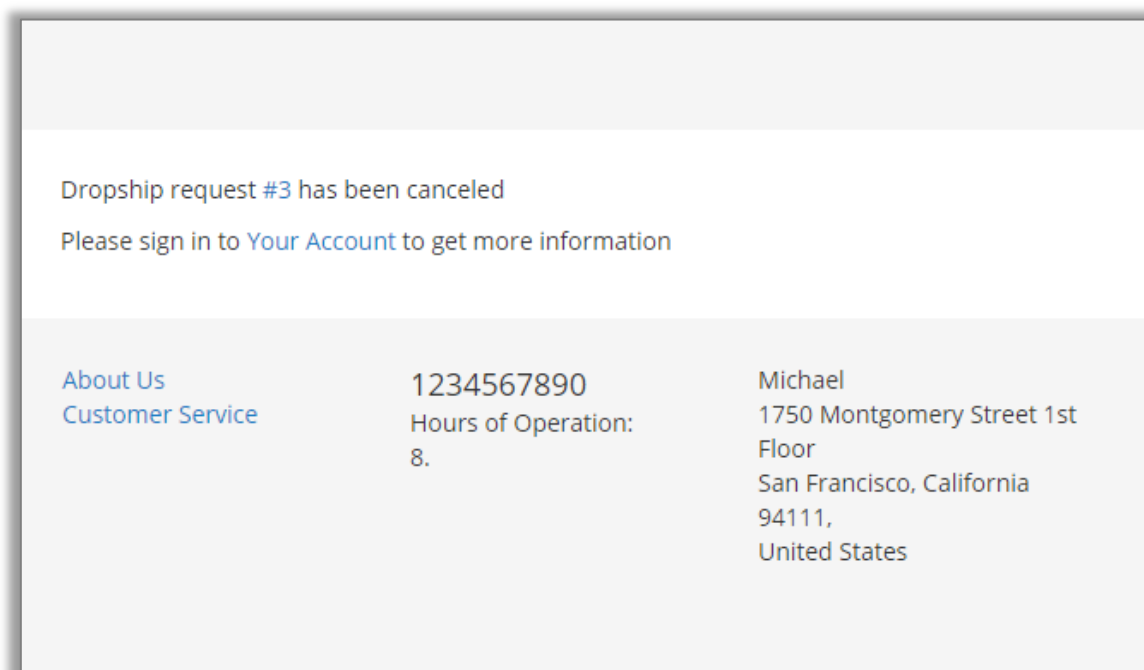 Dropship request #3 has been canceled
Please sign in to Your Account to get more information
About Us
Customer Service
1234567890
Hours of Operation:
8.
Michael
1750 Montgomery Street 1st
Floor
San Francisco, California
94111,
United States